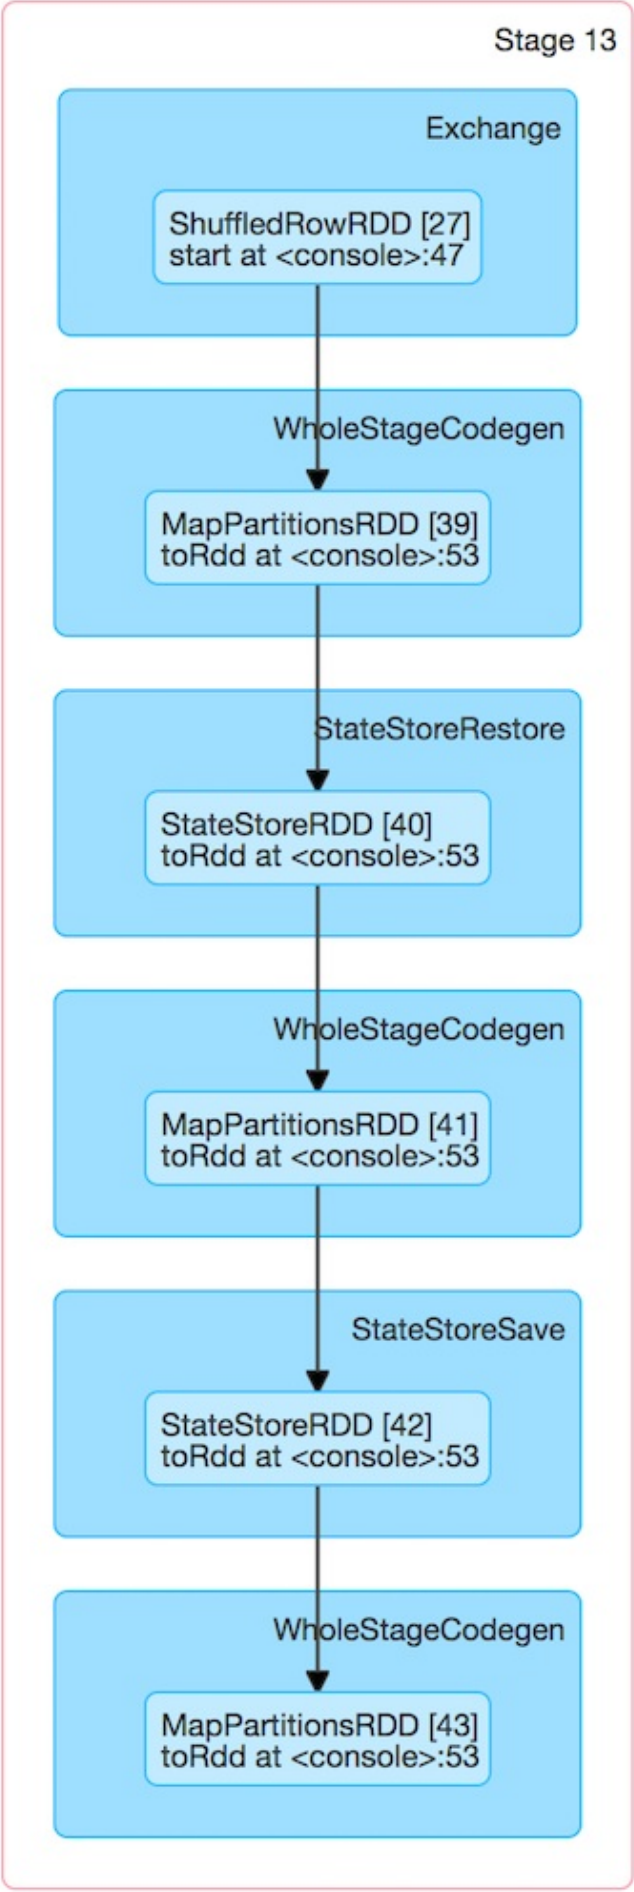 Stage 13
Exchange
ShuffledRowRDD [27]
start at <console>:47
WholeStageCodegen
MapPartitionsRDD [39]
toRdd at <console>:53
StateStoreRestore
StateStoreRDD [40]
toRdd at <console>:53
WholeStageCodegen
MapPartitionsRDD [41]
toRdd at <console>:53
StateStoreSave
StateStoreRDD [42]
toRdd at <console>:53
WholeStageCodegen
MapPartitionsRDD [43]
toRdd at <console>:53